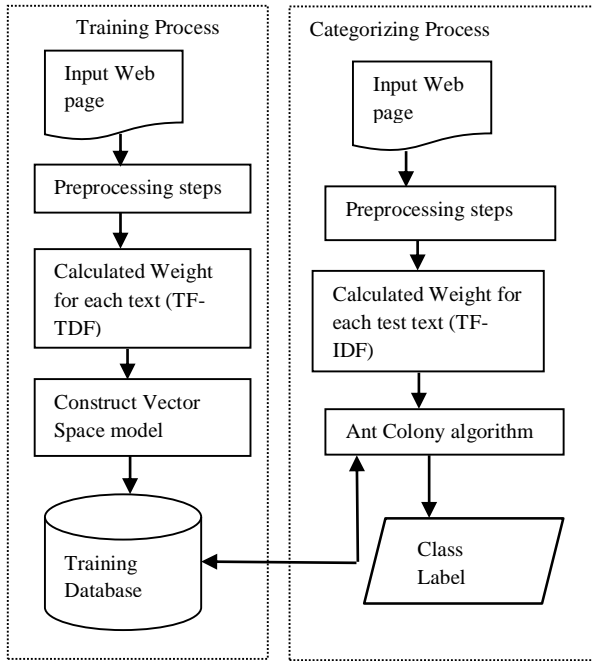 Training Process
Input Web
page
Preprocessing steps
Calculated Weight
for each text (TF-
TDF)
Construct Vector
Space model
Training
Database
Categorizing Process
Input Web
page
Preprocessing steps
Calculated Weight for
each test text (TF-
IDF)
Ant Colony algorithm
Class
Label